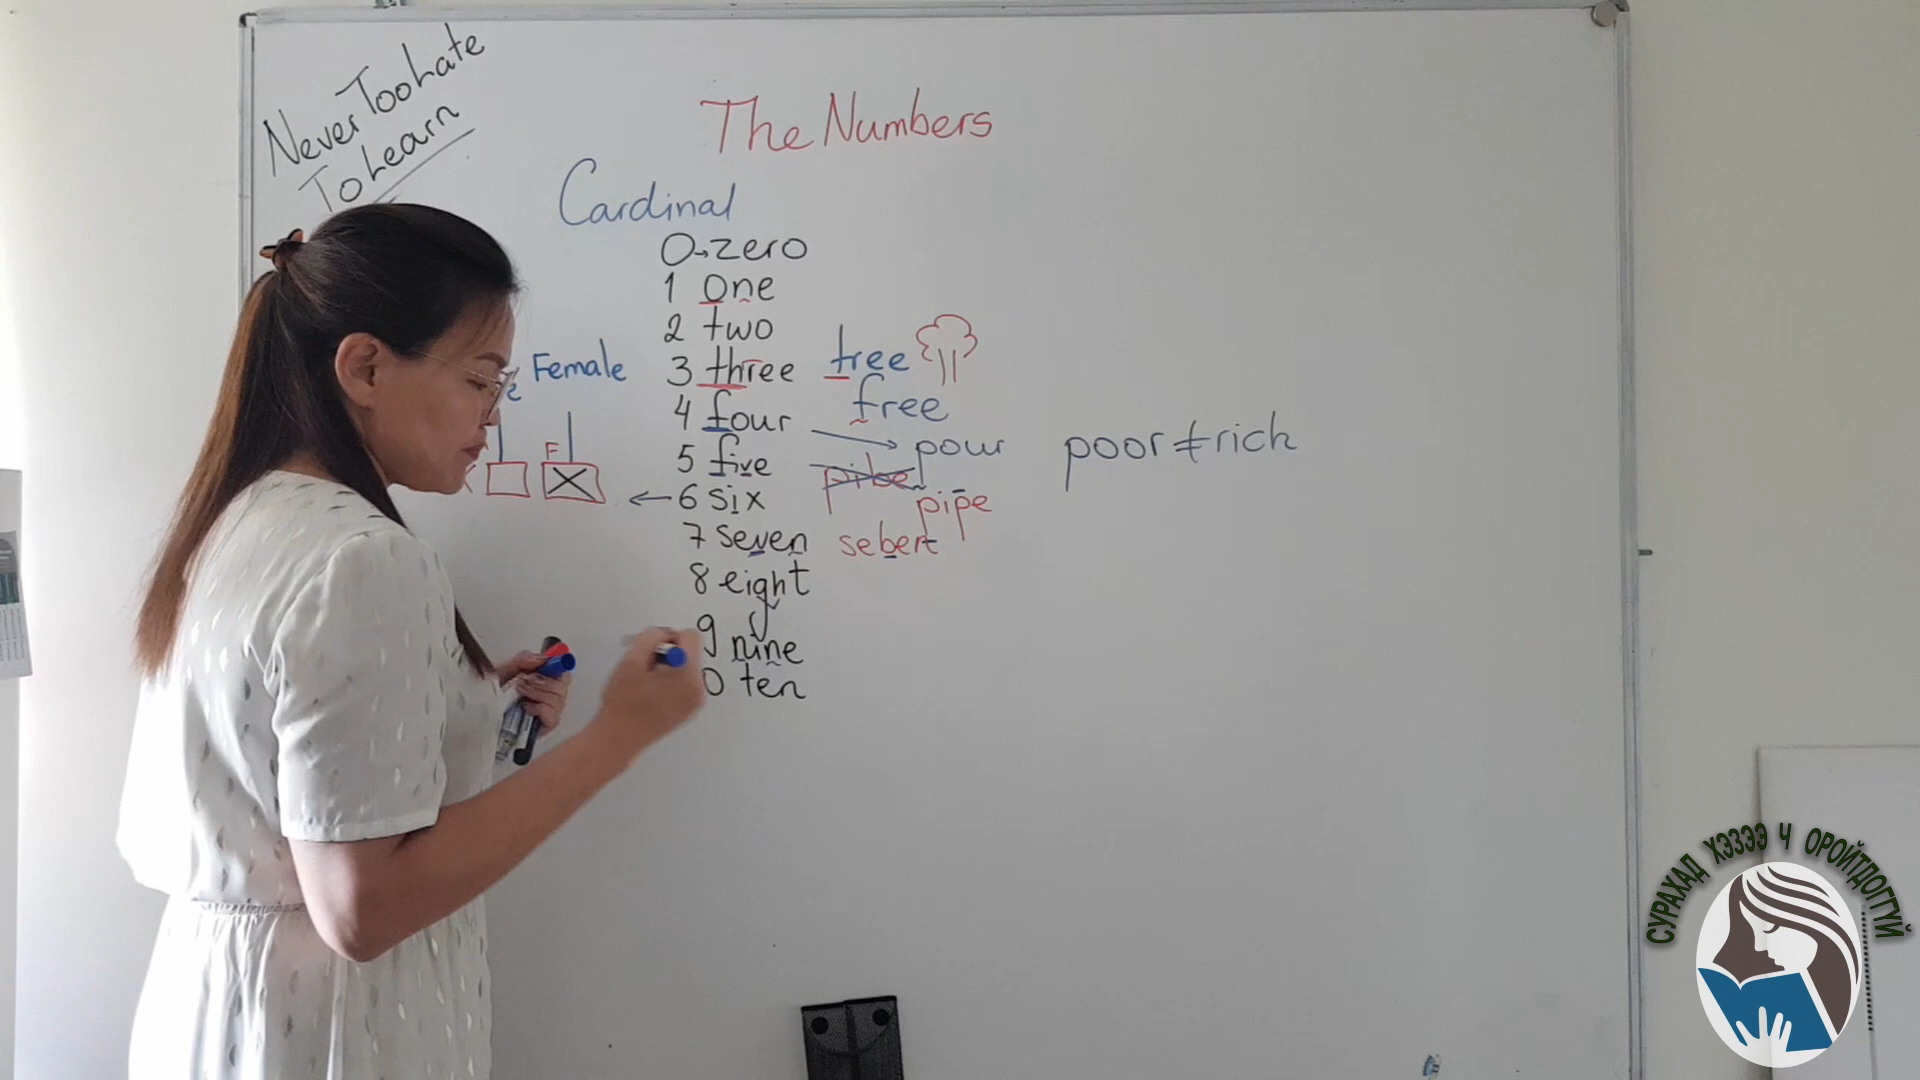 Never Too Late
To Learn
The Numbers
Cardinal
0→zero
1 one
2 two
3 three tree
Female
free
4 four → pour poor ≠ rich
5 five pibe
F
← 6 six pipe
7 seven seben
8 eight
9 nine
0 ten
СУРАХАД ХЭЗЭЭ Ч ОРОЙТДОГГҮЙ